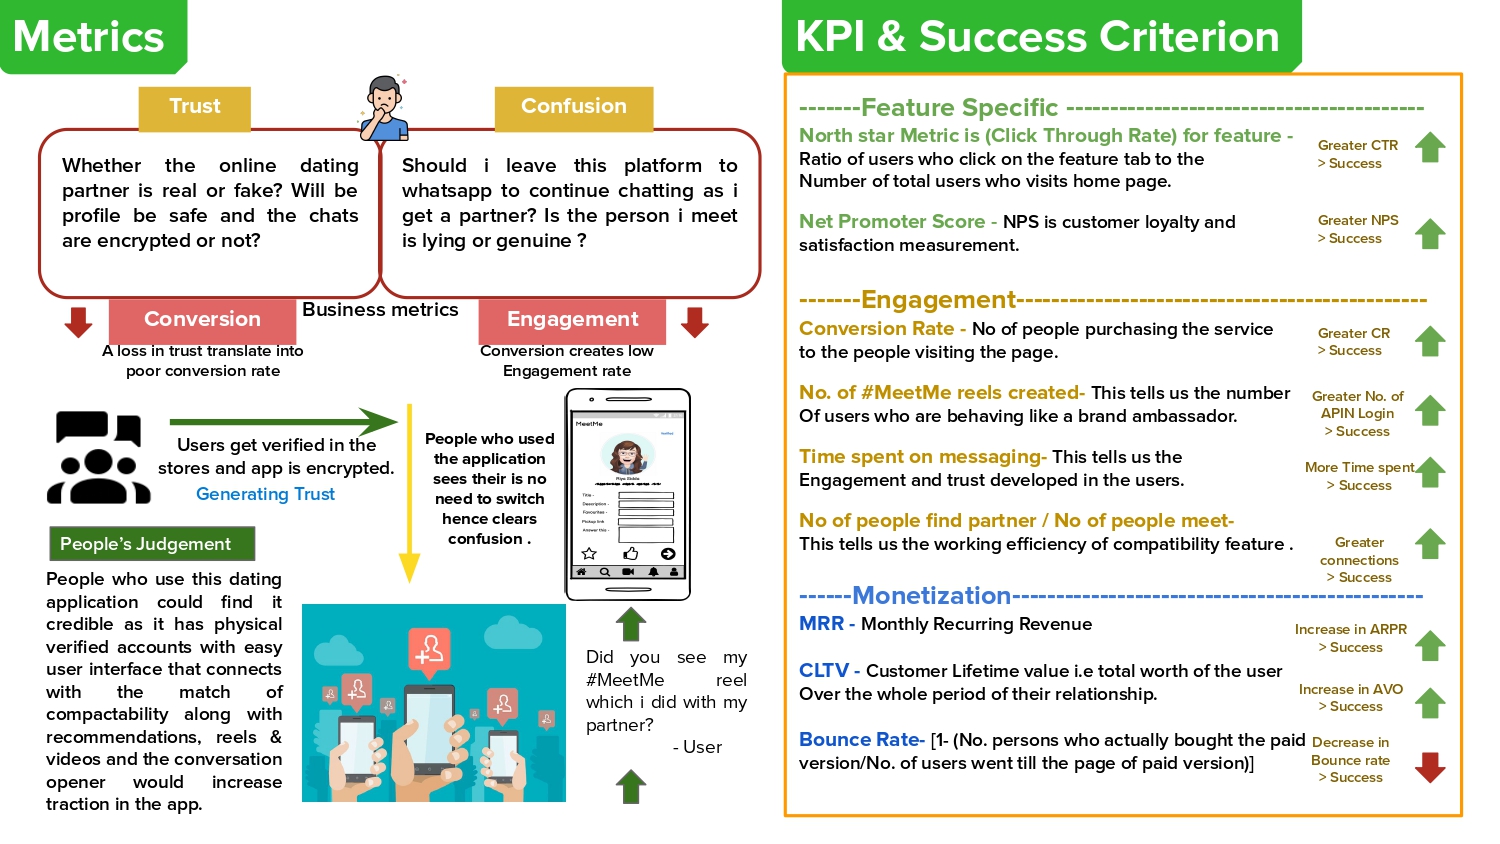 Metrics
Trust
Confusion
Whether the online dating
partner is real or fake? Will be
profile be safe and the chats
are encrypted or not?
Should i leave this platform to
whatsapp to continue chatting as i
get a partner? Is the person i meet
is lying or genuine ?
Conversion
Business metrics
Engagement
A loss in trust translate into
poor conversion rate
Conversion creates low
Engagement rate
Users get verified in the
stores and app is encrypted.
Generating Trust
People who used
the application
sees their is no
need to switch
hence clears
confusion .
MeetMe
Verified
Title -
Description -
Favourites -
Pickup link
Answer this -
People's Judgement
People who use this dating
application could find it
credible as it has physical
verified accounts with easy
user interface that connects
with the match of
compactability along with
recommendations, reels &
videos and the conversation
opener would increase
traction in the app.
Did you see my
#MeetMe reel
which i did with my
partner?
- User
KPI & Success Criterion
-------Feature Specific -----------------------------------------
North star Metric is (Click Through Rate) for feature -
Ratio of users who click on the feature tab to the
Number of total users who visits home page.
Greater CTR
> Success
Net Promoter Score - NPS is customer loyalty and
satisfaction measurement.
Greater NPS
> Success
-------Engagement-----------------------------------------------
Conversion Rate - No of people purchasing the service
to the people visiting the page.
Greater CR
> Success
No. of #MeetMe reels created- This tells us the number
Of users who are behaving like a brand ambassador.
Greater No. of
APIN Login
> Success
Time spent on messaging- This tells us the
Engagement and trust developed in the users.
More Time spent
> Success
No of people find partner / No of people meet-
This tells us the working efficiency of compatibility feature .
Greater
connections
> Success
------Monetization-----------------------------------------------
MRR - Monthly Recurring Revenue
Increase in ARPR
> Success
CLTV - Customer Lifetime value i.e total worth of the user
Over the whole period of their relationship.
Increase in AVO
> Success
Bounce Rate- [1- (No. persons who actually bought the paid
version/No. of users went till the page of paid version)]
Decrease in
Bounce rate
> Success